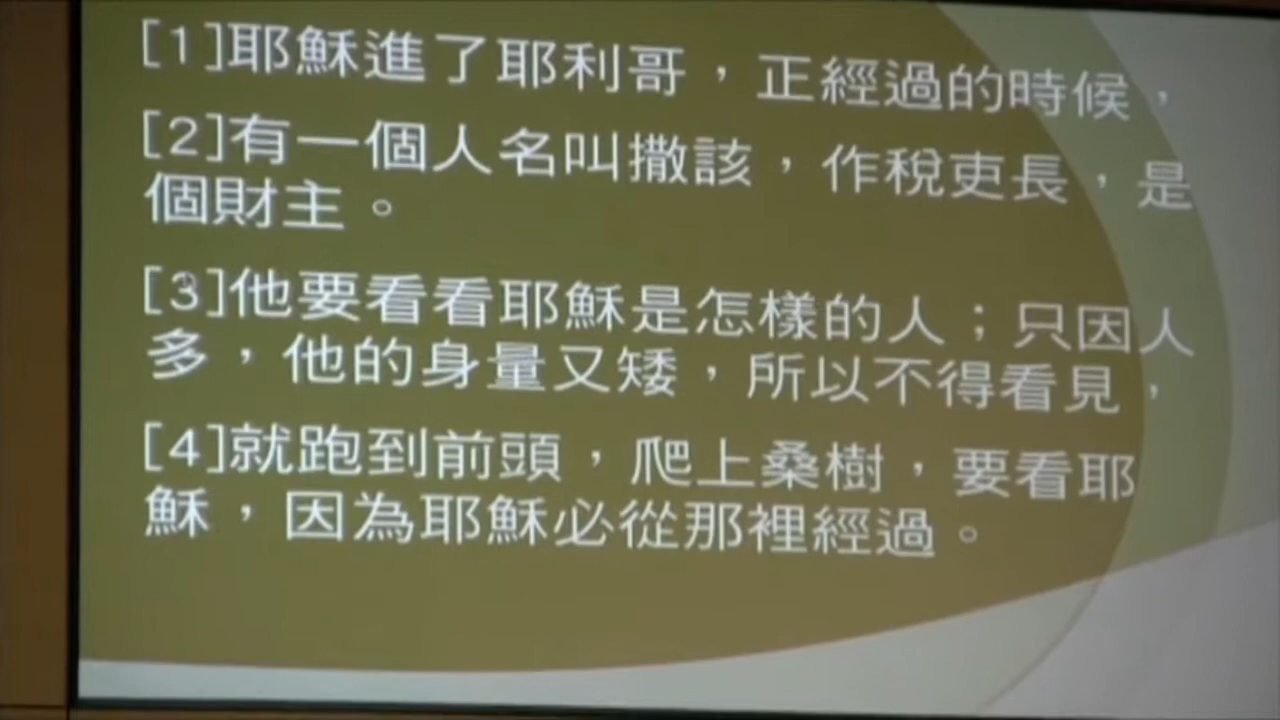 [1]耶穌進了耶利哥，正經過的時候，
[2]有一個人名叫撒該，作稅吏長，是
個財主。
[3]他要看看耶穌是怎樣的人；只因人
多，他的身量又矮，所以不得看見，
[4]就跑到前頭，爬上桑樹，要看耶
穌，因為耶穌必從那裡經過。